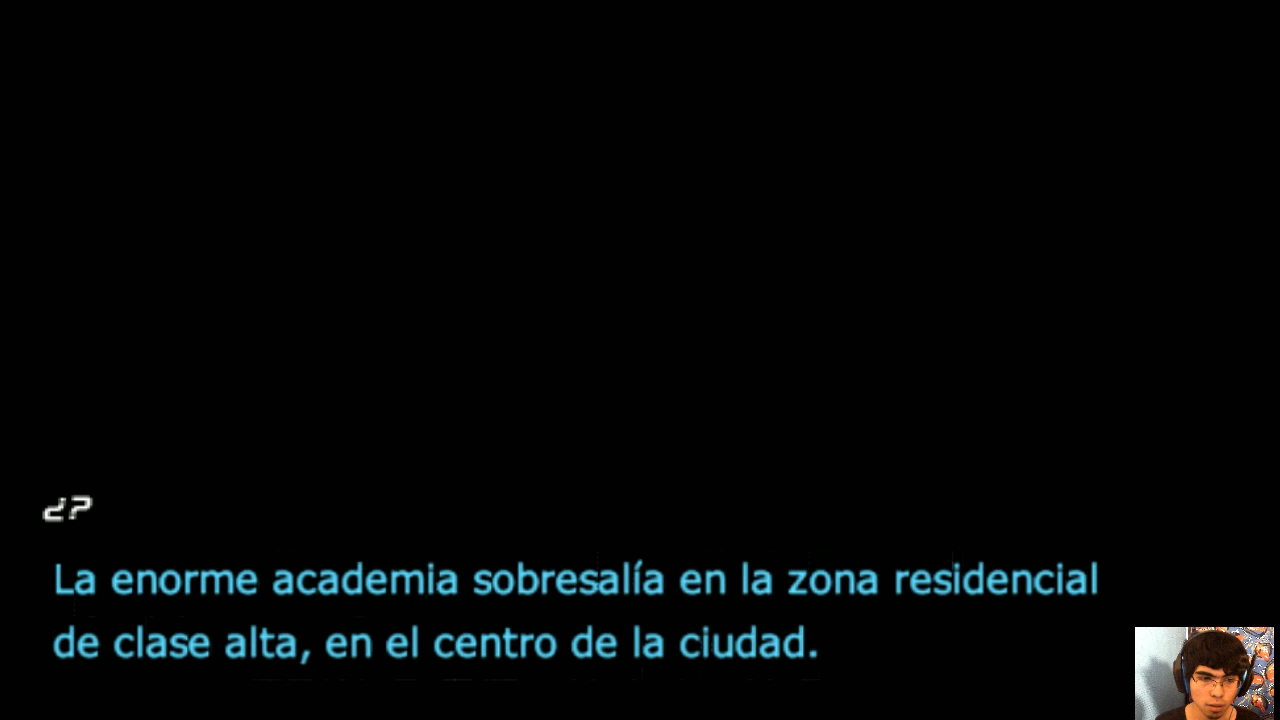 ¿?
La enorme academia sobresalía en la zona residencial
de clase alta, en el centro de la ciudad.